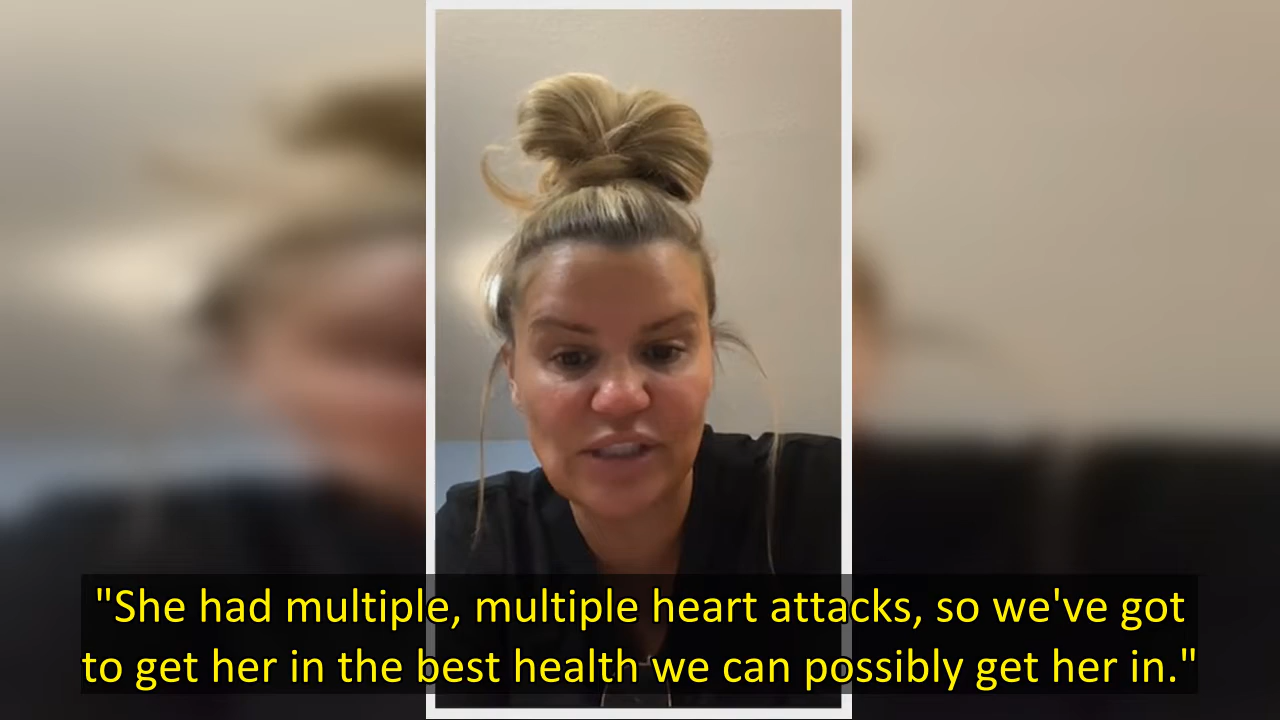 "She had multiple, multiple heart attacks, so we've got
to get her in the best health we can possibly get her in."